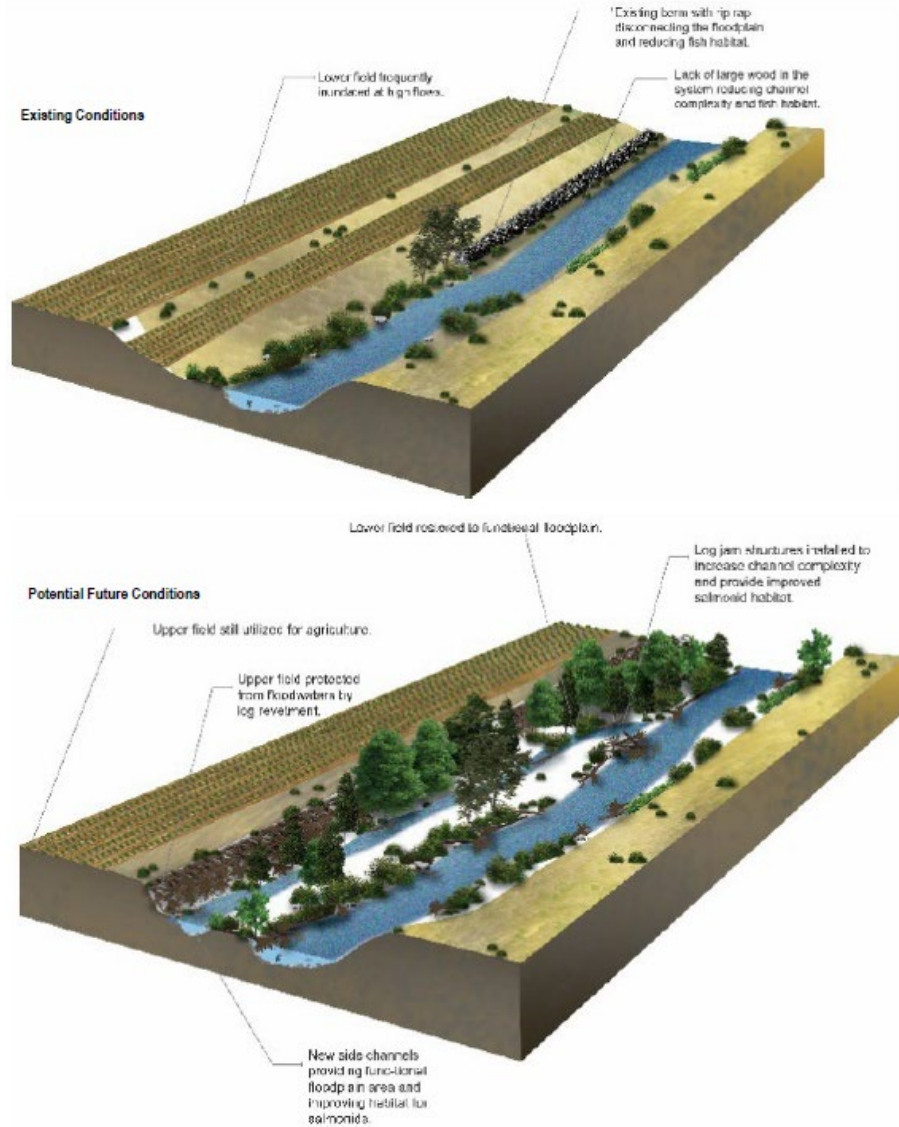 'Existing berm with rip rap
disconnecting the floodplain
and reducing fish habitat.
Lower field frequently
inundated at high flows.
Lack of large wood in the
system reducing channel
complexity and fish habitat.
Existing Conditions
Lower field restored to functional floodplain.
Log jam structures installed to
increase channel complexity
and provide improved
salmonid habitat.
Potential Future Conditions
Upper field still utilized for agriculture.
Upper field protected
from floodwaters by
log revetment.
New side channels
providing func-tional
floodplain area and
improving habitat for
salmonids.